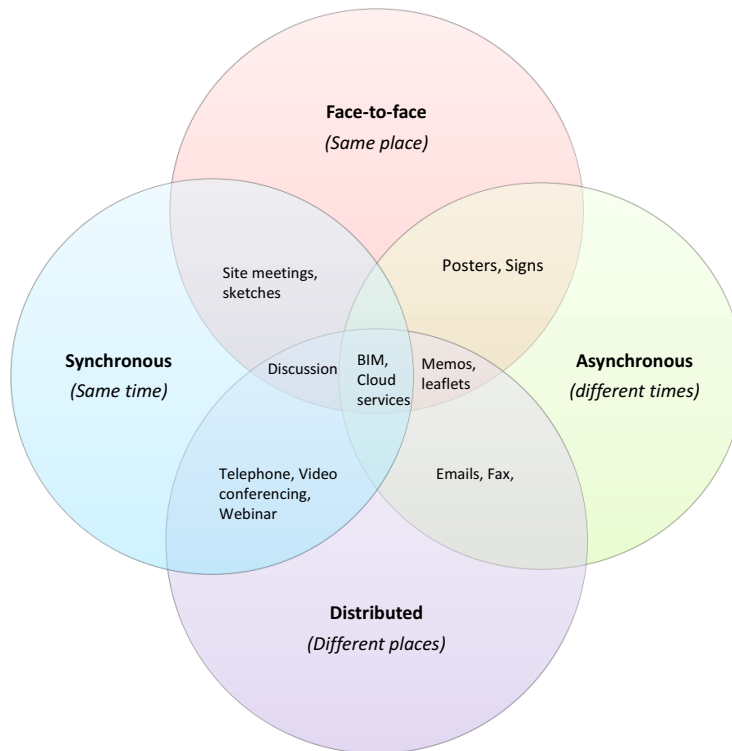 Face-to-face
(Same place)
Site meetings,
sketches
Posters, Signs
Synchronous
(Same time)
Discussion
BIM,
Cloud
services
Memos,
leaflets
Asynchronous
(different times)
Telephone, Video
conferencing,
Webinar
Emails, Fax,
Distributed
(Different places)